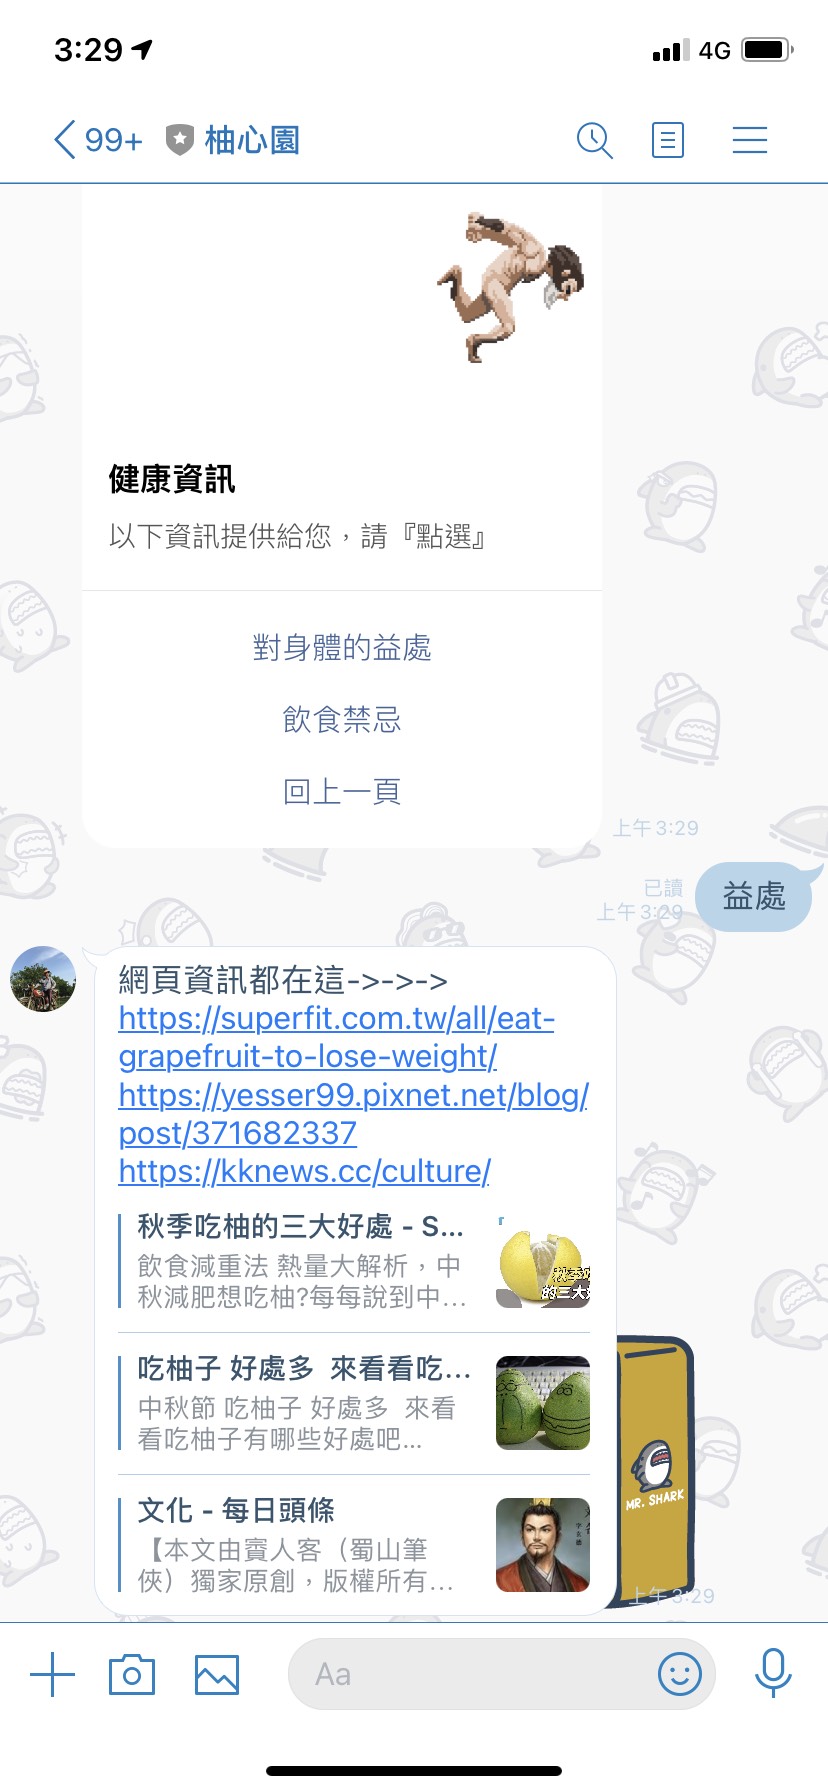 3:29
4G
99+
柚心園
健康資訊
以下資訊提供給您，請『點選』
對身體的益處
飲食禁忌
回上一頁
上午 3:29
已讀
上午 3:29
益處
網頁資訊都在這->->->
https://superfit.com.tw/all/eat-
grapefruit-to-lose-weight/
https://yesser99.pixnet.net/blog/
post/371682337
https://kknews.cc/culture/
秋季吃柚的三大好處 - S...
飲食減重法 熱量大解析，中
秋減肥想吃柚?每每說到中...
吃柚子 好處多  來看看吃...
中秋節 吃柚子 好處多  來看
看吃柚子有哪些好處吧...
文化 - 每日頭條
【本文由賨人客（蜀山筆
俠）獨家原創，版權所有...
MR. SHARK
上午 3:29
Aa